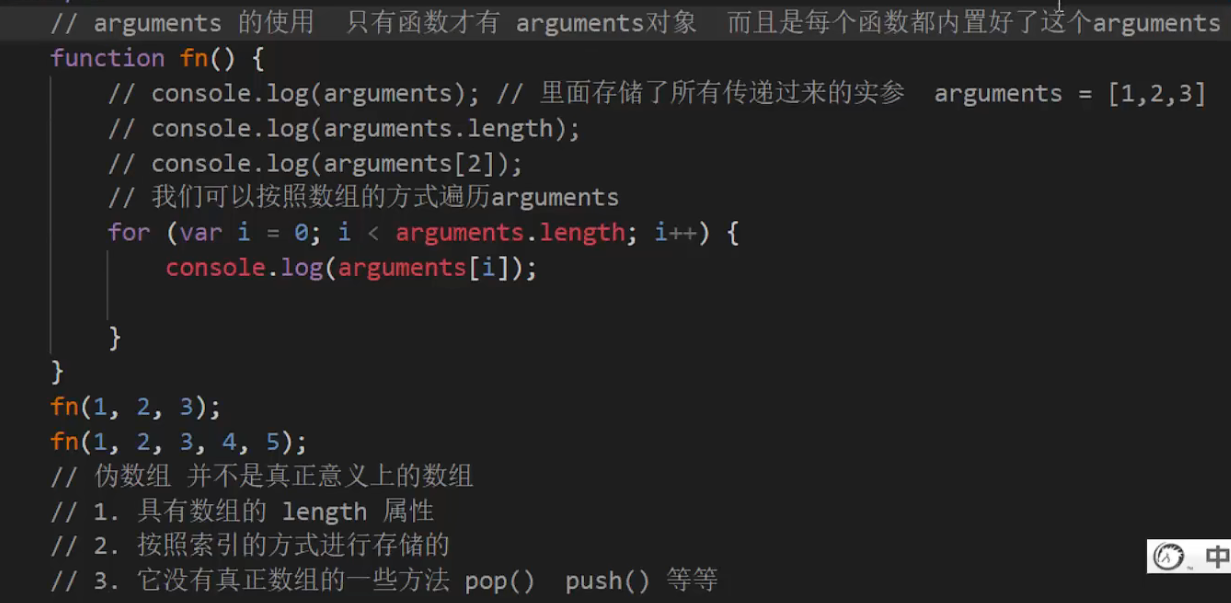 // arguments 的使用  只有函数才有 arguments对象  而且是每个函数都内置好了这个arguments
function fn() {
    // console.log(arguments); // 里面存储了所有传递过来的实参  arguments = [1,2,3]
    // console.log(arguments.length);
    // console.log(arguments[2]);
    // 我们可以按照数组的方式遍历arguments
    for (var i = 0; i < arguments.length; i++) {
        console.log(arguments[i]);
    }
}
fn(1, 2, 3);
fn(1, 2, 3, 4, 5);
// 伪数组 并不是真正意义上的数组
// 1. 具有数组的 length 属性
// 2. 按照索引的方式进行存储的
// 3. 它没有真正数组的一些方法 pop()  push() 等等
中